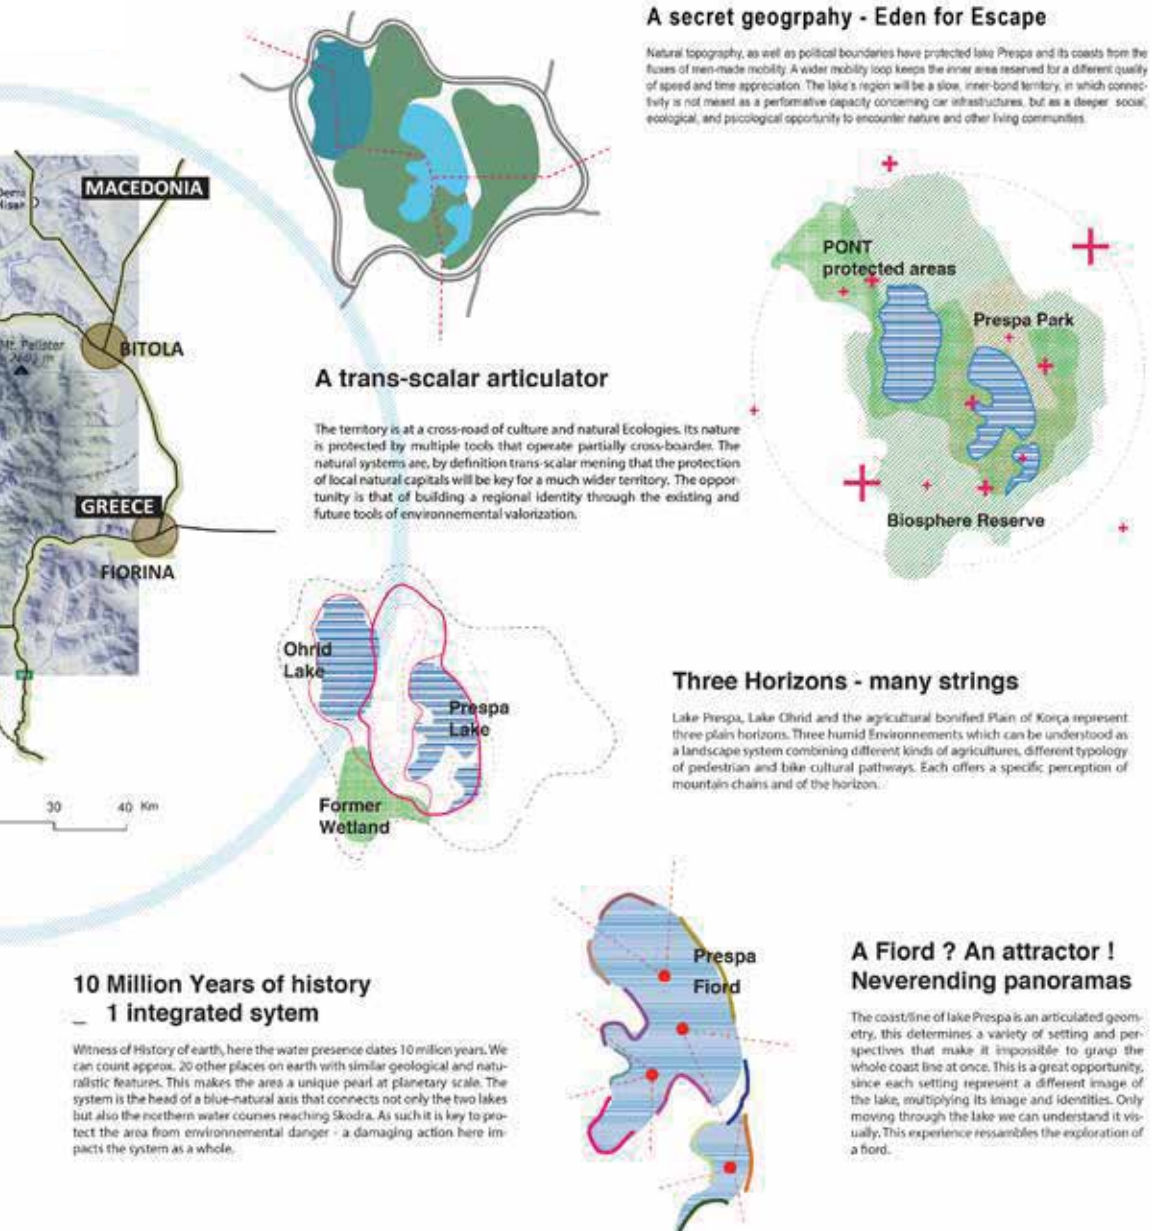 A secret geogrpahy - Eden for Escape
Natural topography, as well as political boundaries have protected lake Prespa and its coasts from the
fluxes of men-made mobility. A wider mobility loop keeps the inner area reserved for a different quality
of speed and time appreciation. The lake's region will be a slow, inner-bond territory, in which connec-
tivity is not meant as a performative capacity concerning car infrastructures, but as a deeper social,
ecological, and psicological opportunity to encounter nature and other living communities.
MACEDONIA
BITOLA
Mt. Pelister
GREECE
FIORINA
30
40 Km
PONT
protected areas
Prespa Park
Biosphere Reserve
A trans-scalar articulator
The territory is at a cross-road of culture and natural Ecologies. Its nature
is protected by multiple tools that operate partially cross-boarder. The
natural systems are, by definition trans-scalar mening that the protection
of local natural capitals will be key for a much wider territory. The oppor-
tunity is that of building a regional identity through the existing and
future tools of environnemental valorization.
Ohrid
Lake
Prespa
Lake
Former
Wetland
Three Horizons - many strings
Lake Prespa, Lake Ohrid and the agricultural bonified Plain of Korça represent
three plain horizons. Three humid Environnements which can be understood as
a landscape system combining different kinds of agricultures, different typology
of pedestrian and bike cultural pathways. Each offers a specific perception of
mountain chains and of the horizon.
10 Million Years of history
_ 1 integrated sytem
Witness of History of earth, here the water presence dates 10 milion years. We
can count approx. 20 other places on earth with similar geological and natu-
ralistic features. This makes the area a unique pearl at planetary scale. The
system is the head of a blue-natural axis that connects not only the two lakes
but also the northern water courses reaching Skodra. As such it is key to pro-
tect the area from environnemental danger - a damaging action here im-
pacts the system as a whole.
Prespa
Fiord
A Fiord ? An attractor !
Neverending panoramas
The coast/line of lake Prespa is an articulated geom-
etry, this determines a variety of setting and per-
spectives that make it impossible to grasp the
whole coast line at once. This is a great opportunity,
since each setting represent a different image of
the lake, multiplying its image and identities. Only
moving through the lake we can understand it vis-
ually. This experience ressambles the exploration of
a fiord.